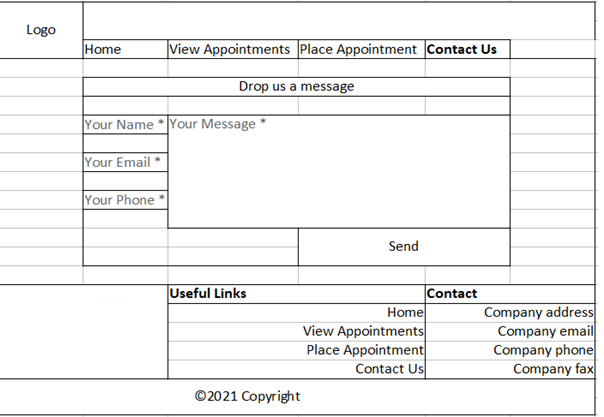 Logo
Home View Appointments Place Appointment Contact Us
Drop us a message
Your Name * Your Message *
Your Email *
Your Phone *
Send
Useful Links Contact
Home Company address
View Appointments Company email
Place Appointment Company phone
Contact Us Company fax
©2021 Copyright